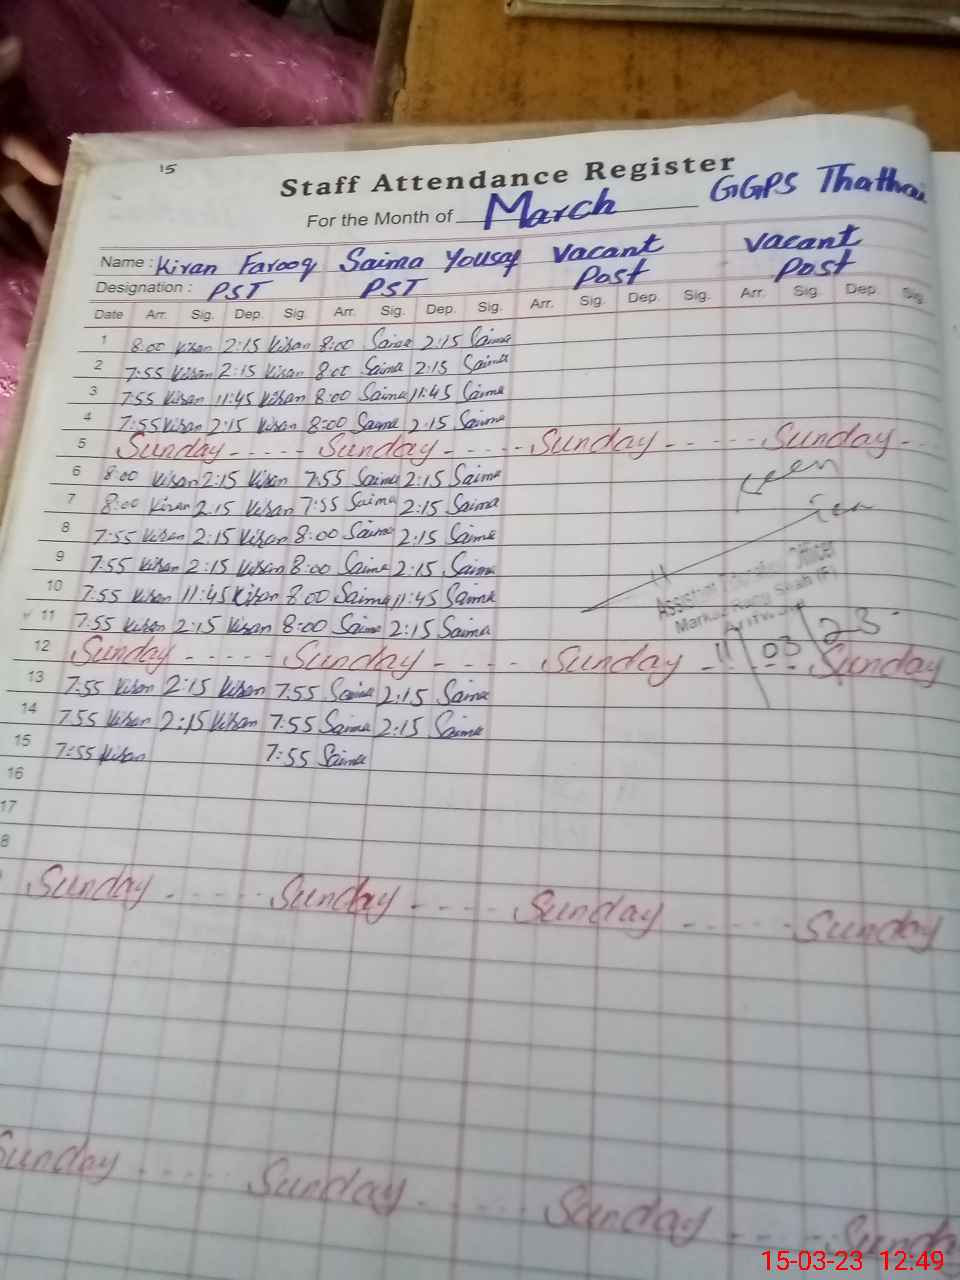 15
Staff Attendance Register
For the Month of March GGPS Thathai
Name : Kiran Farooq Saima Yousaf Vacant Post Vacant Post
Designation : PST PST
Date Arr. Sig. Dep. Sig. Arr. Sig. Dep. Sig. Arr. Sig. Dep. Sig. Arr. Sig. Dep. Sig.
1 8:00 Kiran 2:15 Kiran 8:00 Saima 2:15 Saima
2 7:55 Kiran 2:15 Kiran 8:00 Saima 2:15 Saima
3 7:55 Kiran 11:45 Kiran 8:00 Saima 11:45 Saima
4 7:55 Kiran 2:15 Kiran 8:00 Saima 2:15 Saima
5 Sunday Sunday Sunday Sunday
6 8:00 Kiran 2:15 Kiran 7:55 Saima 2:15 Saima
7 8:00 Kiran 2:15 Kiran 7:55 Saima 2:15 Saima
8 7:55 Kiran 2:15 Kiran 8:00 Saima 2:15 Saima
9 7:55 Kiran 2:15 Kiran 8:00 Saima 2:15 Saima
10 7:55 Kiran 11:45 Kiran 8:00 Saima 11:45 Saima
11 7:55 Kiran 2:15 Kiran 8:00 Saima 2:15 Saima
Seen
Assistant Education Officer
Markaz (F)
11/03/23
12 Sunday Sunday Sunday Sunday
13 7:55 Kiran 2:15 Kiran 7:55 Saima 2:15 Saima
14 7:55 Kiran 2:15 Kiran 7:55 Saima 2:15 Saima
15 7:55 Kiran 7:55 Saima
16
17
8
Sunday Sunday Sunday Sunday
Sunday Sunday Sunday Sunda
15-03-23 12:49